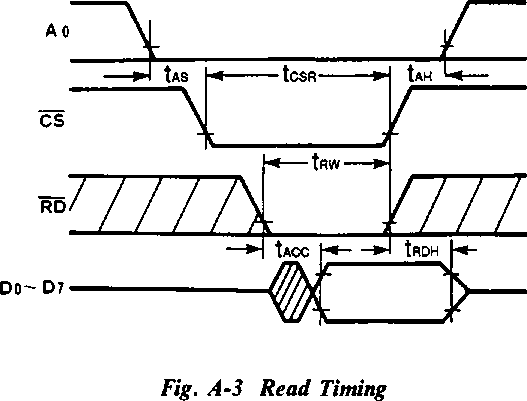 A0
tAS tCSR tAH
CS
tRW
RD
tACC tRDH
D0~D7
Fig. A-3 Read Timing